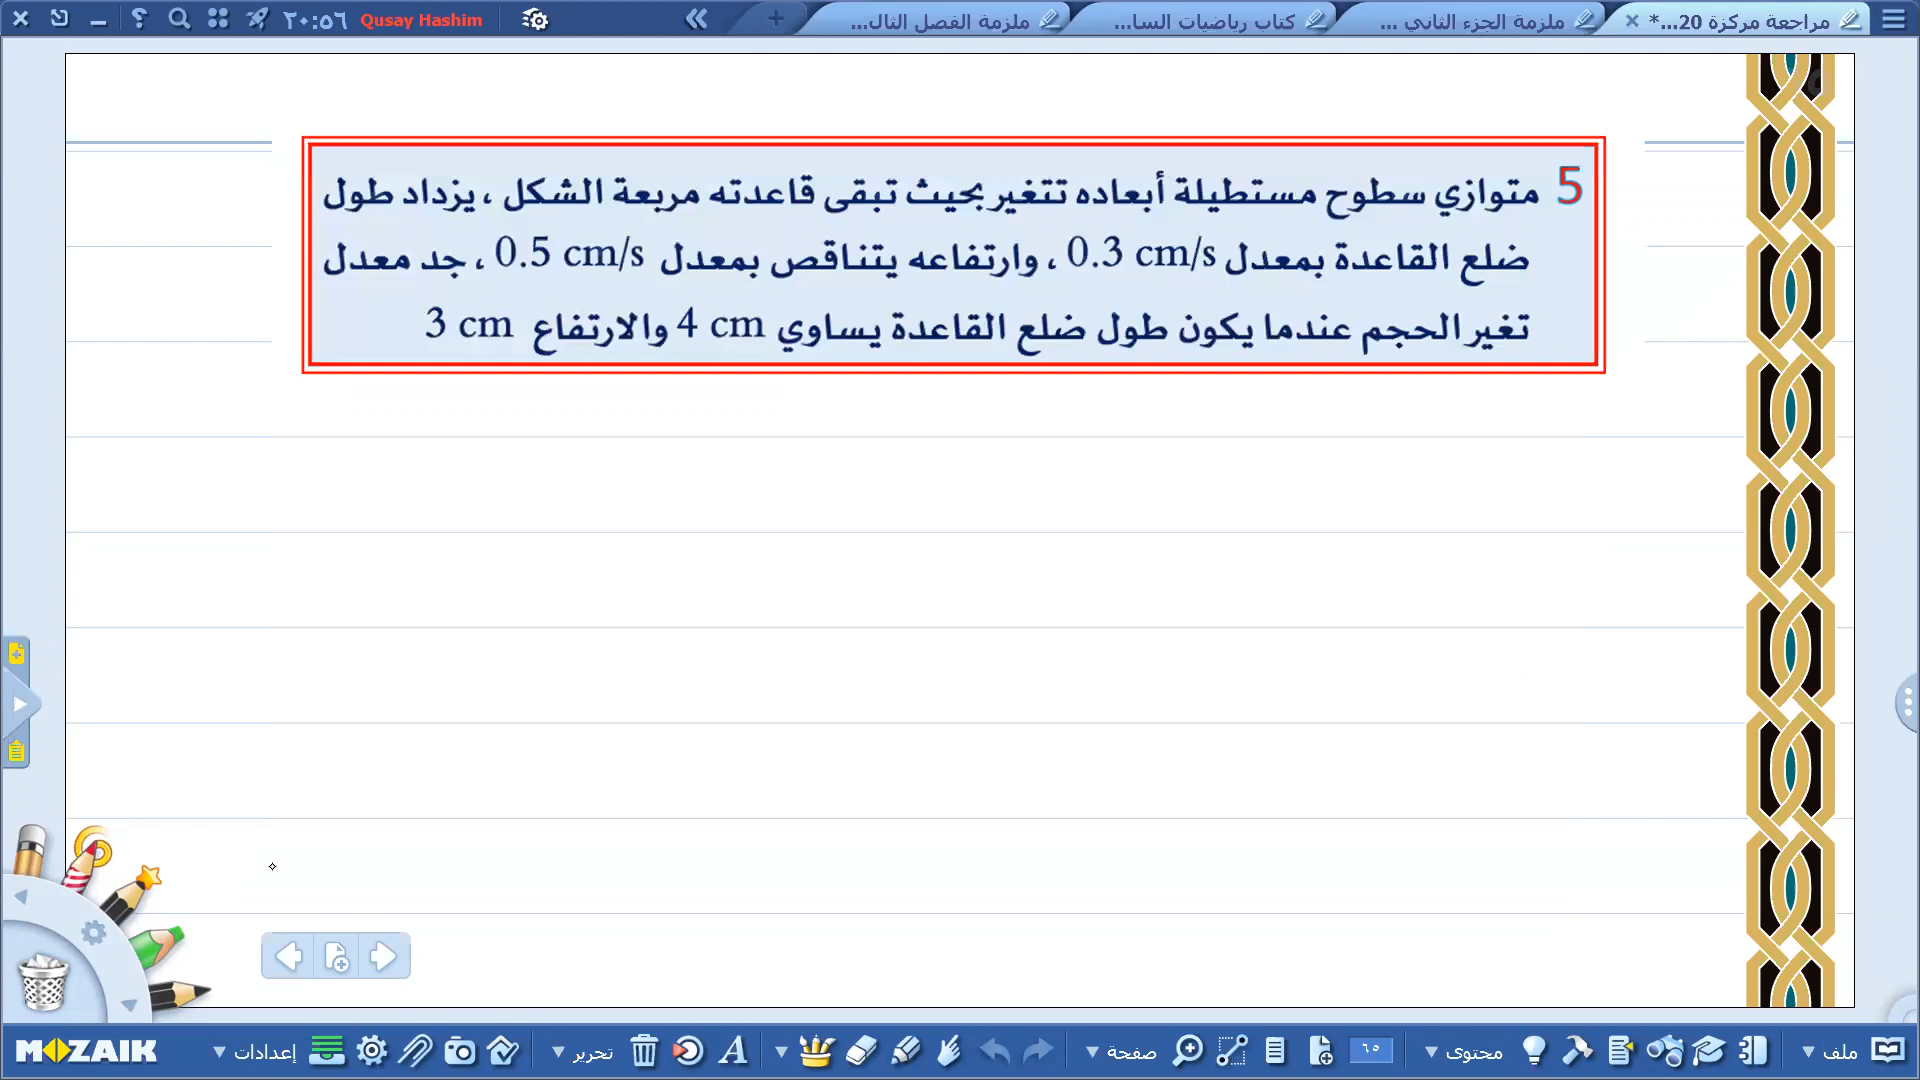 مراجعة مركزة 20...*
ملزمة الجزء الثاني ...
كتاب رياضيات السا...
ملزمة الفصل الثال...
Qusay Hashim
٢٠:٥٦
5 متوازي سطوح مستطيلة أبعاده تتغير بحيث تبقى قاعدته مربعة الشكل ، يزداد طول
ضلع القاعدة بمعدل 0.3 cm/s ، وارتفاعه يتناقص بمعدل 0.5 cm/s ، جد معدل
تغير الحجم عندما يكون طول ضلع القاعدة يساوي 4 cm والارتفاع 3 cm
ملف
محتوى
٦٥
صفحة
تحرير
إعدادات
MOZAIK